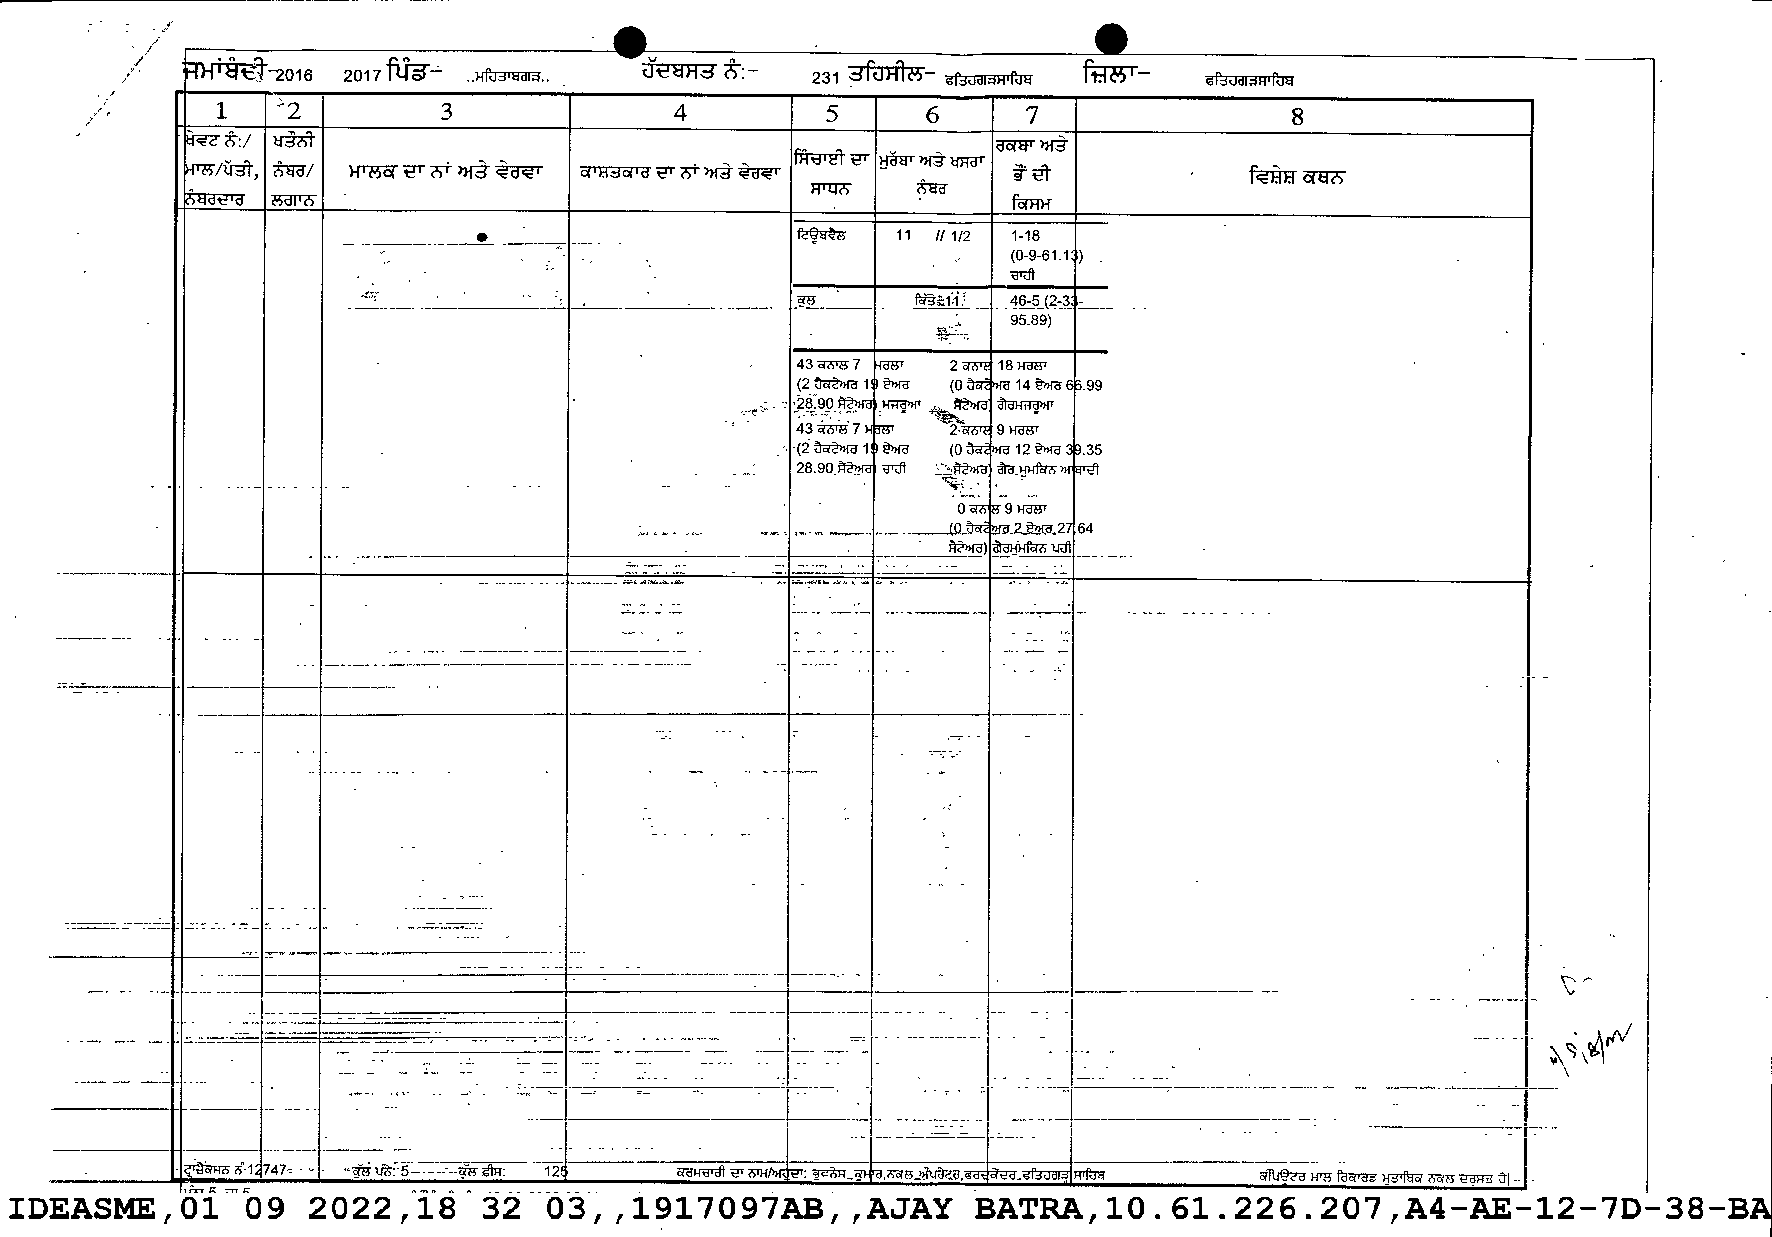 ਜਮਾਂਬੰਦੀ-2016 2017 ਪਿੰਡ- ..ਮਹਿਤਾਬਗੜ.. ਹੱਦਬਸਤ ਨੰ:- 231 ਤਹਿਸੀਲ- ਫਤਿਹਗੜਸਾਹਿਬ ਜ਼ਿਲਾ- ਫਤਿਹਗੜਸਾਹਿਬ
1 2 3 4 5 6 7 8
ਖੇਵਟ ਨੰ:/
ਮਾਲ/ਪੱਤੀ,
ਨੰਬਰਦਾਰ
ਖਤੌਨੀ
ਨੰਬਰ/
ਲਗਾਨ
ਮਾਲਕ ਦਾ ਨਾਂ ਅਤੇ ਵੇਰਵਾ
ਕਾਸ਼ਤਕਾਰ ਦਾ ਨਾਂ ਅਤੇ ਵੇਰਵਾ
ਸਿੰਚਾਈ ਦਾ
ਸਾਧਨ
ਮੁਰੱਬਾ ਅਤੇ ਖਸਰਾ
ਨੰਬਰ
ਰਕਬਾ ਅਤੇ
ਭੌਂ ਦੀ
ਕਿਸਮ
ਵਿਸ਼ੇਸ਼ ਕਥਨ
ਟਿਊਬਵੈਲ 11 // 1/2 1-18
(0-9-61.13)
ਚਾਹੀ
ਕੁਲ ਕਿੱਤੇ:11 46-5 (2-33-
95.89)
43 ਕਨਾਲ 7 ਮਰਲਾ
(2 ਹੈਕਟੇਅਰ 19 ਏਅਰ
28.90 ਸੈਂਟੇਅਰ) ਮਜਰੂਆ
43 ਕਨਾਲ 7 ਮਰਲਾ
(2 ਹੈਕਟੇਅਰ 19 ਏਅਰ
28.90 ਸੈਂਟੇਅਰ) ਚਾਹੀ
2 ਕਨਾਲ 18 ਮਰਲਾ
(0 ਹੈਕਟੇਅਰ 14 ਏਅਰ 66.99
ਸੈਂਟੇਅਰ) ਗੈਰਮਜਰੂਆ
2 ਕਨਾਲ 9 ਮਰਲਾ
(0 ਹੈਕਟੇਅਰ 12 ਏਅਰ 39.35
ਸੈਂਟੇਅਰ) ਗੈਰ ਮੁਮਕਿਨ ਆਬਾਦੀ
0 ਕਨਾਲ 9 ਮਰਲਾ
(0 ਹੈਕਟੇਅਰ 2 ਏਅਰ 27.64
ਸੈਂਟੇਅਰ) ਗੈਰਮੁਮਕਿਨ ਪਹੀ
ਟ੍ਰਾਂਜ਼ੈਕਸ਼ਨ ਨੰ 12747 ਕੁੱਲ ਪੰਨੇ: 5 ਕੁੱਲ ਫੀਸ: 125 ਕਰਮਚਾਰੀ ਦਾ ਨਾਮ/ਅਹੁਦਾ: ਭੁਵਨੇਸ਼ ਕੁਮਾਰ,ਨਕਲ ਔਪਰੇਟਰ,ਫਰਦ ਕੇਂਦਰ ਫਤਿਹਗੜ ਸਾਹਿਬ ਕੰਪਿਊਟਰ ਮਾਲ ਰਿਕਾਰਡ ਮੁਤਾਬਿਕ ਨਕਲ ਦਰੁਸਤ ਹੈ|
IDEASME,01 09 2022,18 32 03,,1917097AB,,AJAY BATRA,10.61.226.207,A4-AE-12-7D-38-BA